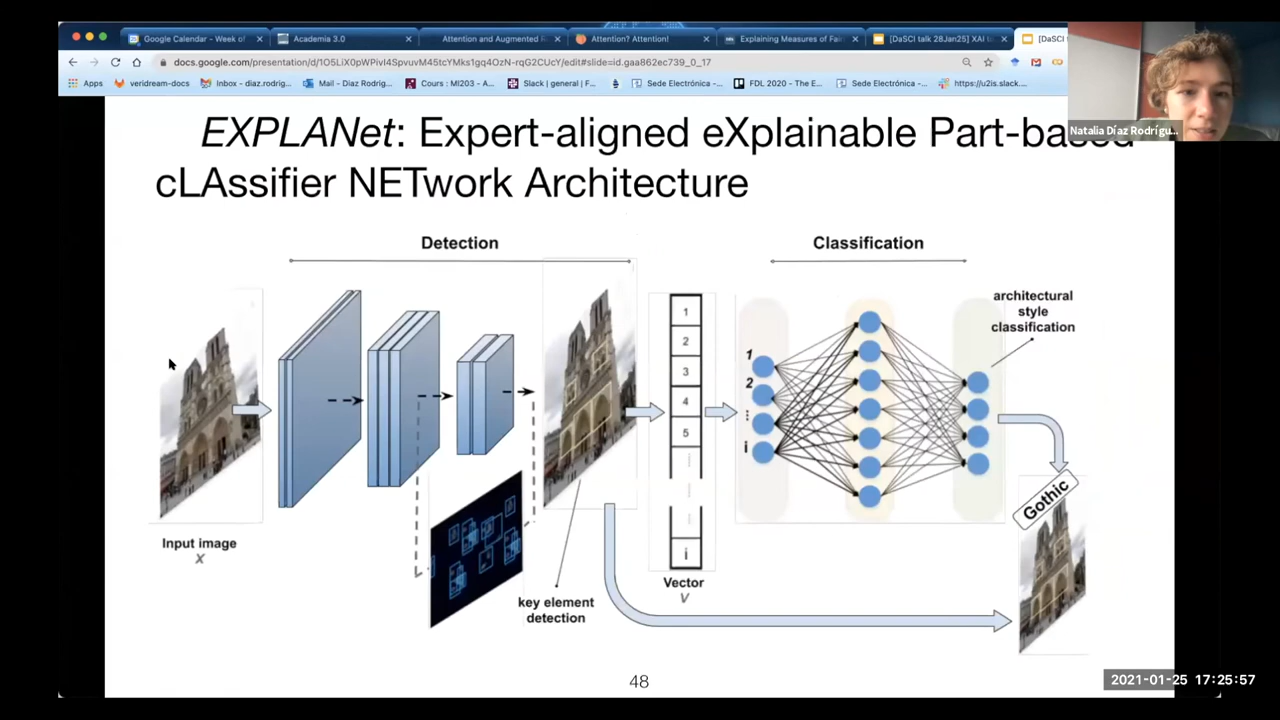 Google Calendar - Week of
Academia 3.0
Attention and Augmented R
Attention? Attention!
Explaining Measures of Fai
[DaSCI talk 28Jan25] XAI t
[DaSCI t
docs.google.com/presentation/d/1O5LiX0pWPivI4SpvuvM45tcYMks1gq4OzN-rqG2CUcY/edit#slide=id.gaa862ec739_0_17
Apps
veridream-docs
Inbox - diaz.rodrig...
Mail - Díaz Rodríg...
Cours : MI203 - A...
Slack | general | F...
Sede Electrónica -...
FDL 2020 - The E...
Sede Electrónica -...
https://u2is.slack....
Natalia Díaz Rodrígu...
EXPLANet: Expert-aligned eXplainable Part-based
cLAssifier NETwork Architecture
Detection
Classification
architectural
style
classification
1
2
3
4
5
i
1
2
i
Gothic
Input image
X
key element
detection
Vector
V
48
2021-01-25 17:25:57